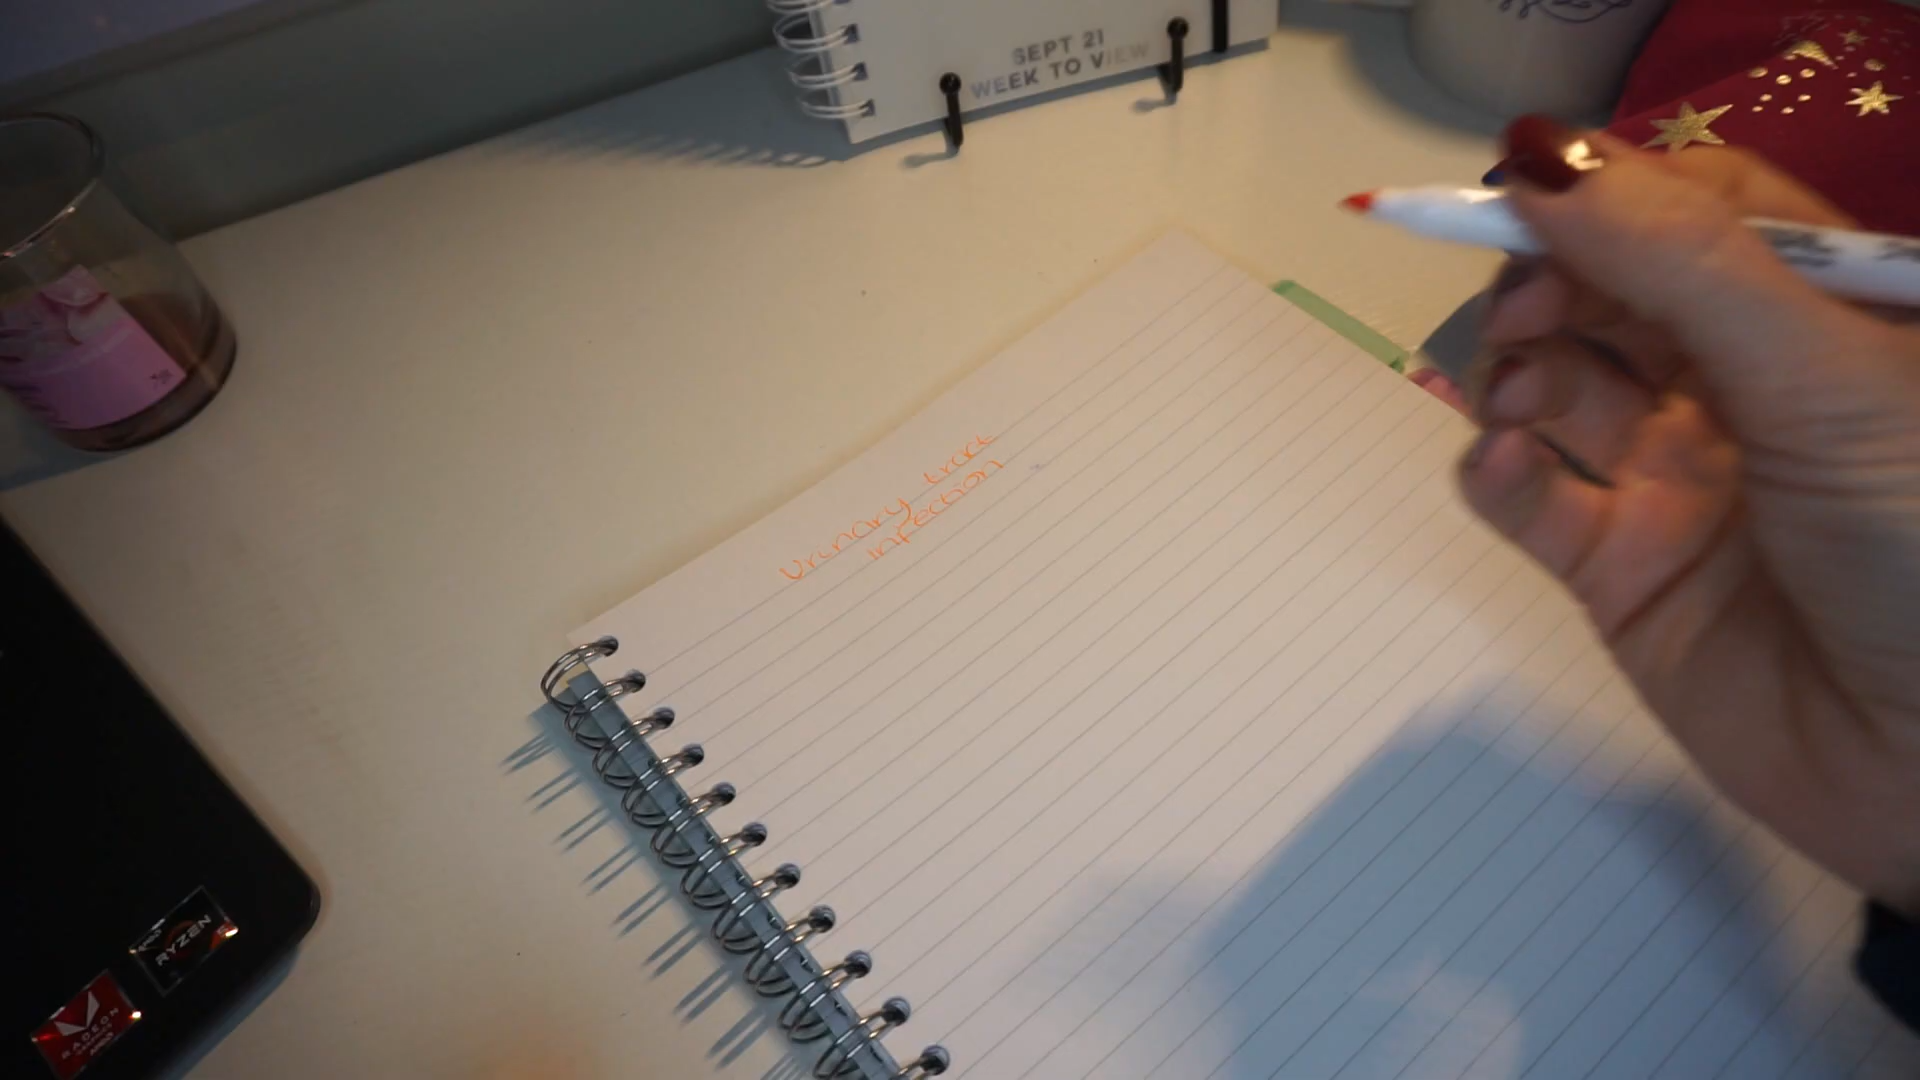 SEPT 21
WEEK TO VIEW
Urinary tract
infection
RYZEN
RADEON